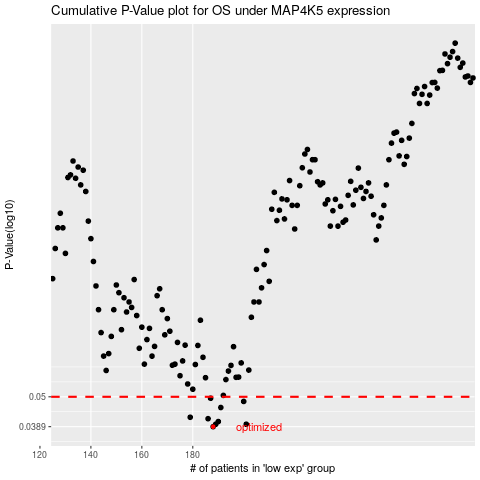 Cumulative P-Value plot for OS under MAP4K5 expression
P-Value(log10)
0.05
0.0389
optimized
120 140 160 180
# of patients in 'low exp' group